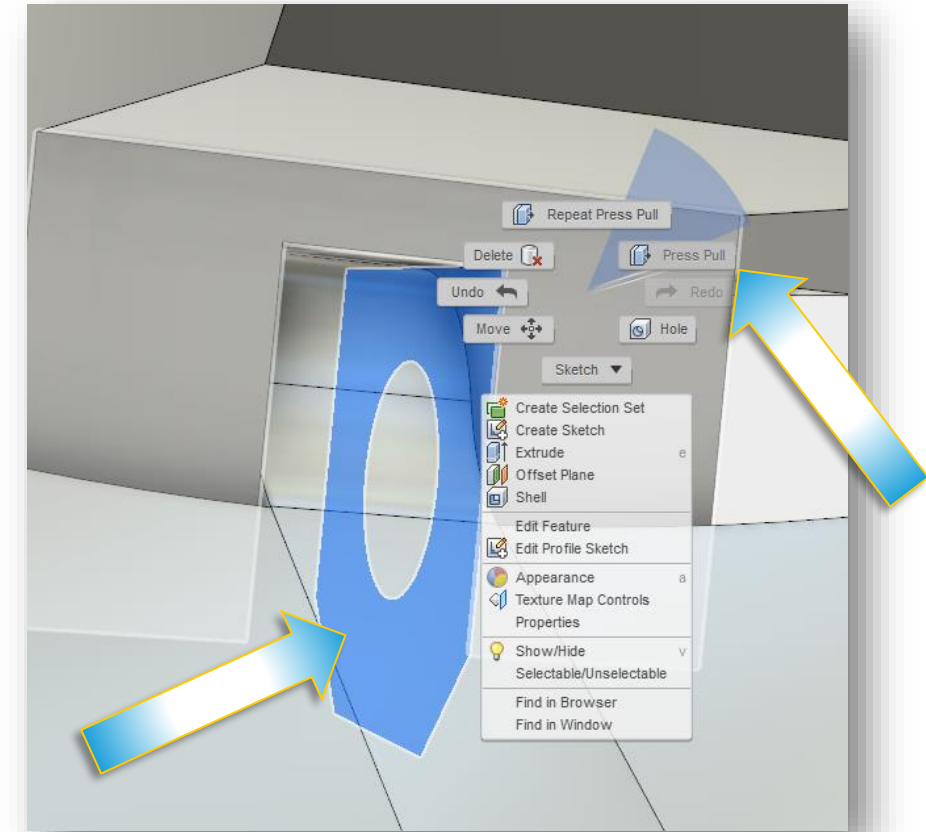 Repeat Press Pull
Delete
Press Pull
Undo
Redo
Move
Hole
Sketch
Create Selection Set
Create Sketch
Extrude e
Offset Plane
Shell
Edit Feature
Edit Profile Sketch
Appearance a
Texture Map Controls
Properties
Show/Hide v
Selectable/Unselectable
Find in Browser
Find in Window